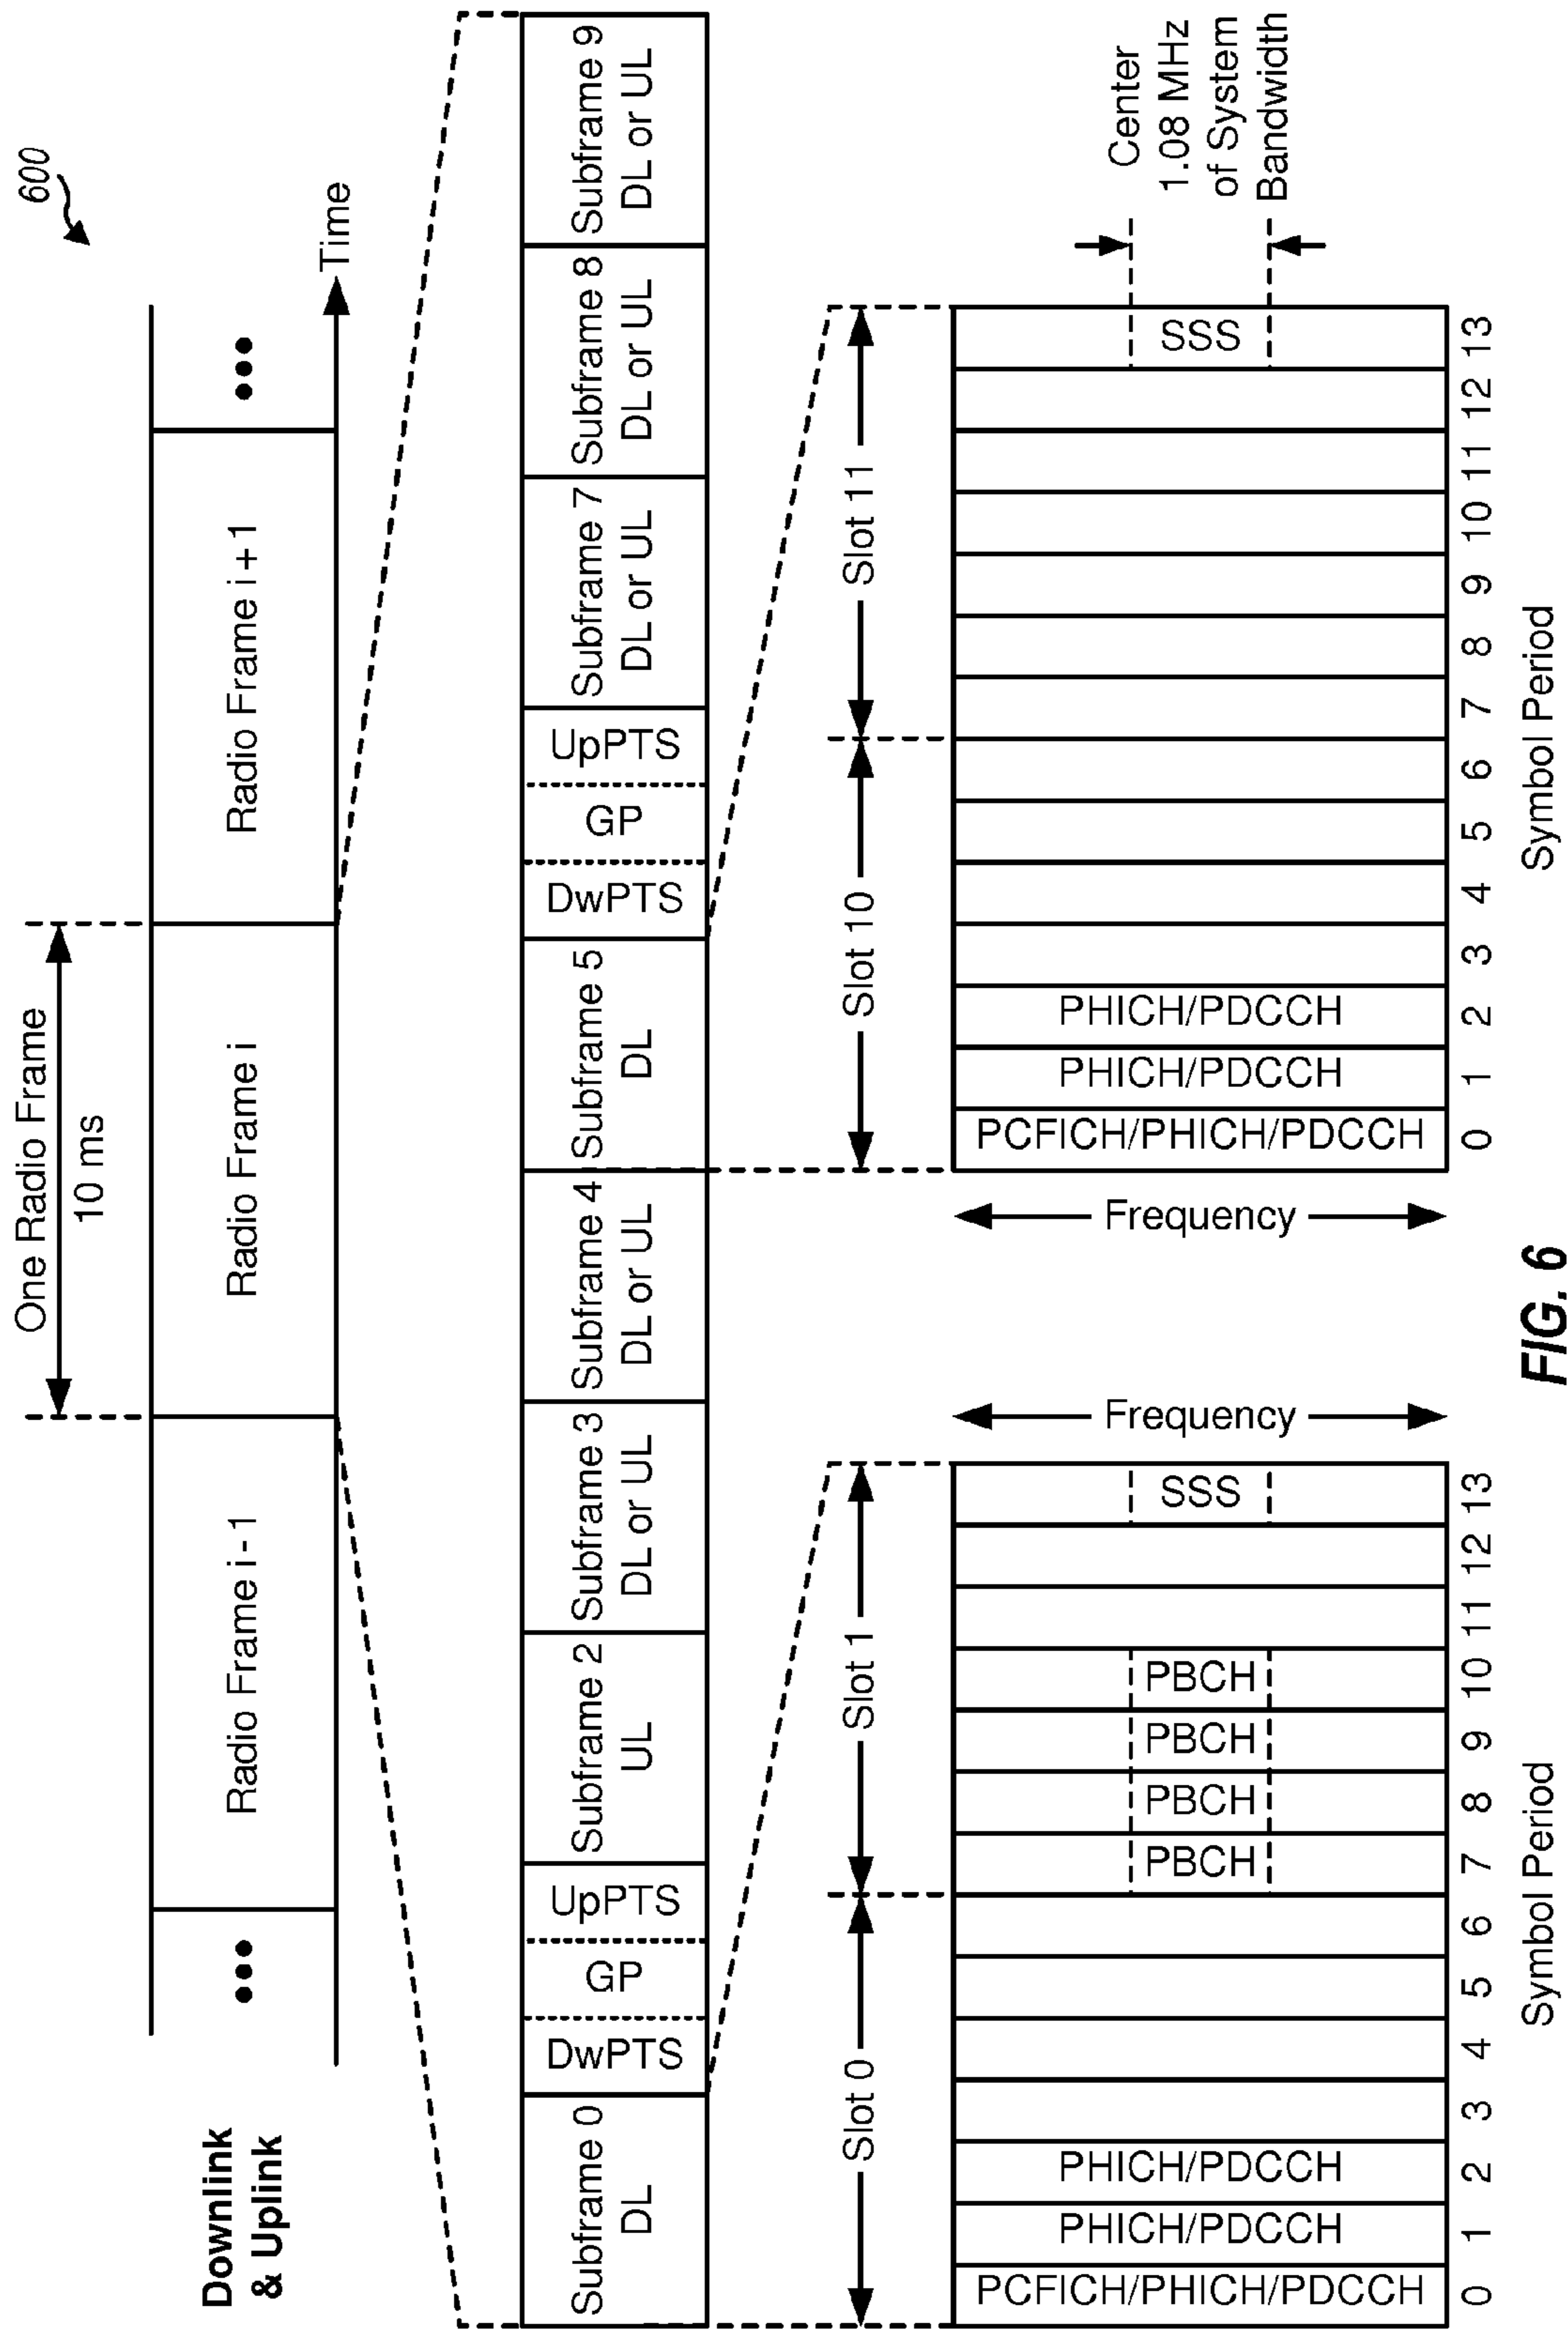 600
One Radio Frame
10 ms
Downlink
& Uplink
•••
Radio Frame i - 1
Radio Frame i
Radio Frame i + 1
•••
Time
Subframe 0
DL
DwPTS
GP
UpPTS
Subframe 2
UL
Subframe 3
DL or UL
Subframe 4
DL or UL
Subframe 5
DL
DwPTS
GP
UpPTS
Subframe 7
DL or UL
Subframe 8
DL or UL
Subframe 9
DL or UL
Slot 0
Slot 1
PCFICH/PHICH/PDCCH
PHICH/PDCCH
PHICH/PDCCH
PBCH
PBCH
PBCH
PBCH
SSS
Frequency
0 1 2 3 4 5 6 7 8 9 10 11 12 13
Symbol Period
Slot 10
Slot 11
Frequency
PCFICH/PHICH/PDCCH
PHICH/PDCCH
PHICH/PDCCH
SSS
Center
1.08 MHz
of System
Bandwidth
0 1 2 3 4 5 6 7 8 9 10 11 12 13
Symbol Period
FIG. 6